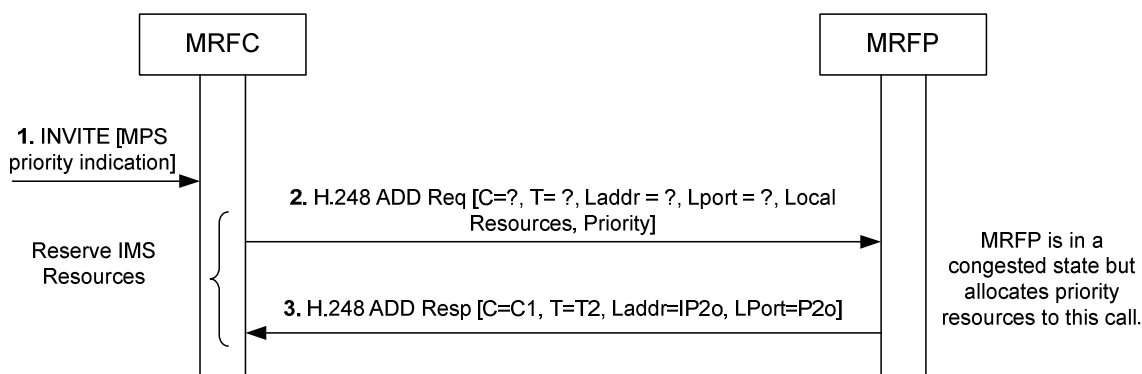 MRFC
MRFP
1. INVITE [MPS
priority indication]
2. H.248 ADD Req [C=?, T= ?, Laddr = ?, Lport = ?, Local
Resources, Priority]
Reserve IMS
Resources
MRFP is in a
congested state but
allocates priority
resources to this call.
3. H.248 ADD Resp [C=C1, T=T2, Laddr=IP2o, LPort=P2o]